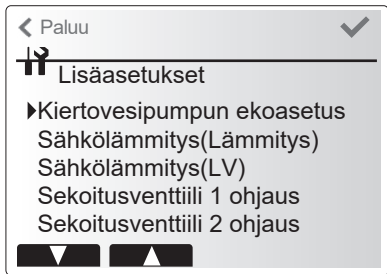 Paluu
Lisäasetukset
Kiertovesipumpun ekoasetus
Sähkölämmitys(Lämmitys)
Sähkölämmitys(LV)
Sekoitusventtiili 1 ohjaus
Sekoitusventtiili 2 ohjaus